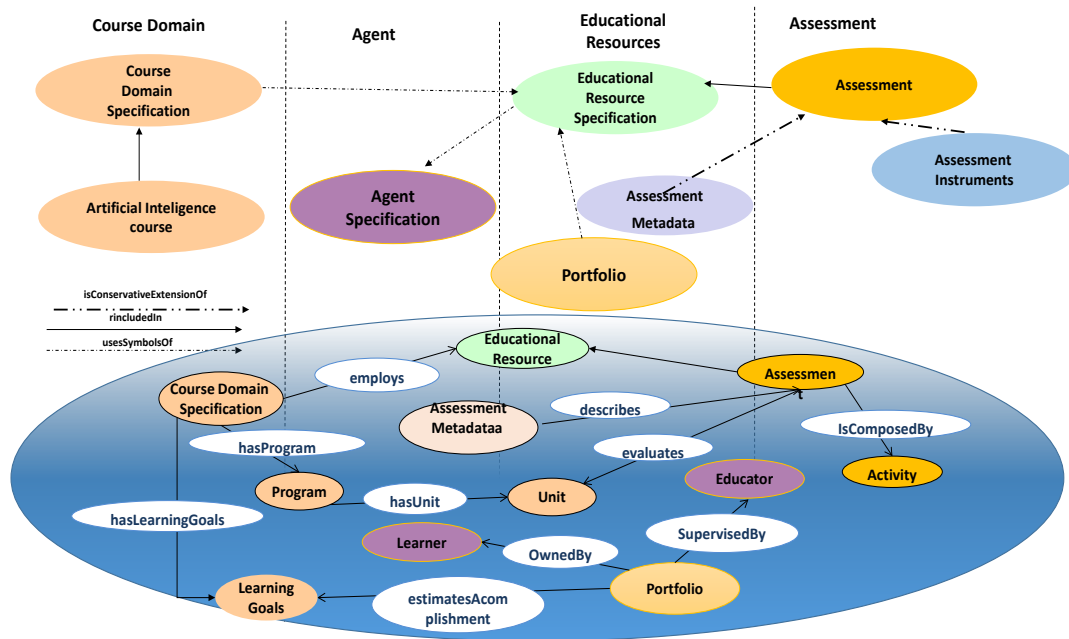 Course Domain
Agent
Educational
Resources
Assessment
Course
Domain
Specification
Educational
Resource
Specification
Assessment
Assessment
Instruments
Artificial Inteligence
course
Agent
Specification
Assessment
Metadata
Portfolio
isConservativeExtensionOf
rincludedIn
usesSymbolsOf
Educational
Resource
employs
Assessmen
t
Course Domain
Specification
Assessment
Metadataa
describes
IsComposedBy
hasProgram
evaluates
Educator
Activity
Program
hasUnit
Unit
hasLearningGoals
Learner
OwnedBy
SupervisedBy
Learning
Goals
estimatesAcom
plishment
Portfolio